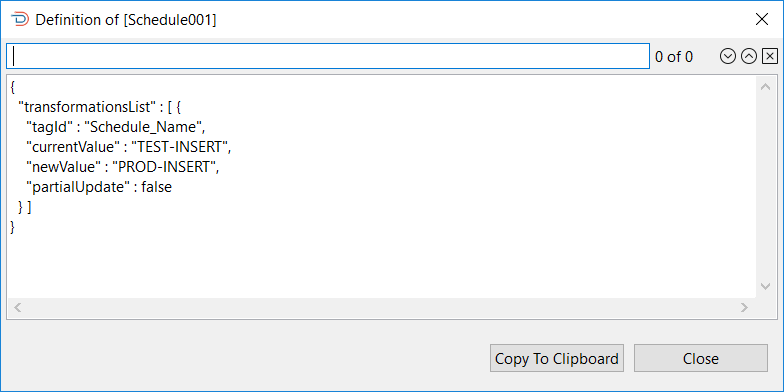 Definition of [Schedule001]
0 of 0
{
"transformationsList" : [ {
"tagId" : "Schedule_Name",
"currentValue" : "TEST-INSERT",
"newValue" : "PROD-INSERT",
"partialUpdate" : false
} ]
}
Copy To Clipboard
Close